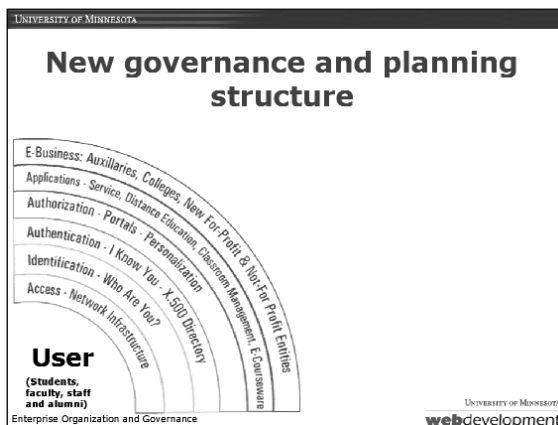 UNIVERSITY OF MINNESOTA
New governance and planning
structure
E-Business: Auxillaries, Colleges, New For-Profit & Not-For Profit Entities
Applications - Service, Distance Education, Classroom Management, E-Courseware
Authorization - Portals - Personalization
Authentication - I Know You - X.500 Directory
Identification - Who Are You?
Access - Network Infrastructure
User
(Students,
faculty, staff
and alumni)
Enterprise Organization and Governance
UNIVERSITY OF MINNESOTA
webdevelopment